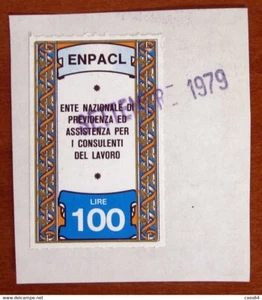 ENPACL
ENTE NAZIONALE DI
PREVIDENZA ED
ASSISTENZA PER
I CONSULENTI
DEL LAVORO
1979
LIRE
100